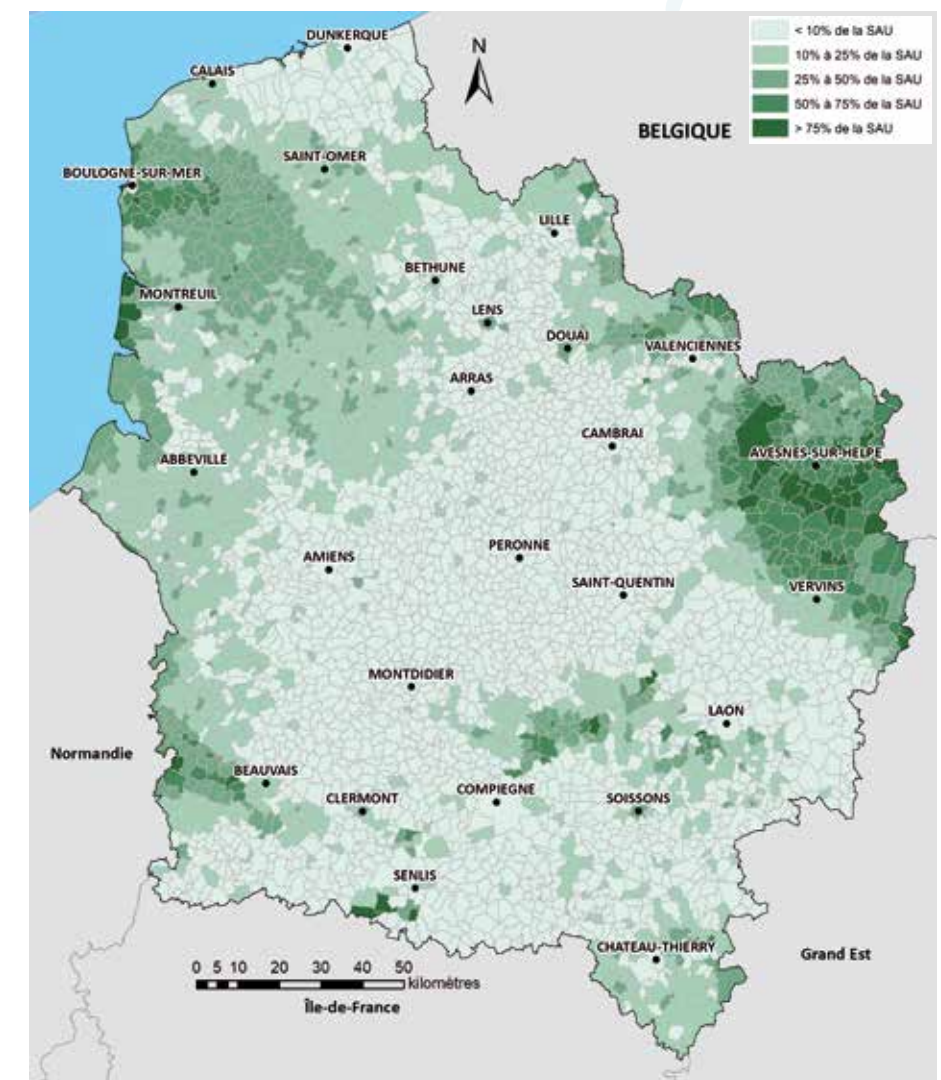 DUNKERQUE
N
< 10% de la SAU
10% à 25% de la SAU
25% à 50% de la SAU
50% à 75% de la SAU
> 75% de la SAU
CALAIS
BELGIQUE
SAINT-OMER
BOULOGNE-SUR-MER
LILLE
BETHUNE
MONTREUIL
LENS
DOUAI
VALENCIENNES
ARRAS
CAMBRAI
AVESNES-SUR-HELPE
ABBEVILLE
PERONNE
AMIENS
SAINT-QUENTIN
VERVINS
MONTDIDIER
LAON
Normandie
BEAUVAIS
COMPIEGNE
CLERMONT
SOISSONS
SENLIS
CHATEAU-THIERRY
Grand Est
0 5 10 20 30 40 50
kilomètres
Île-de-France